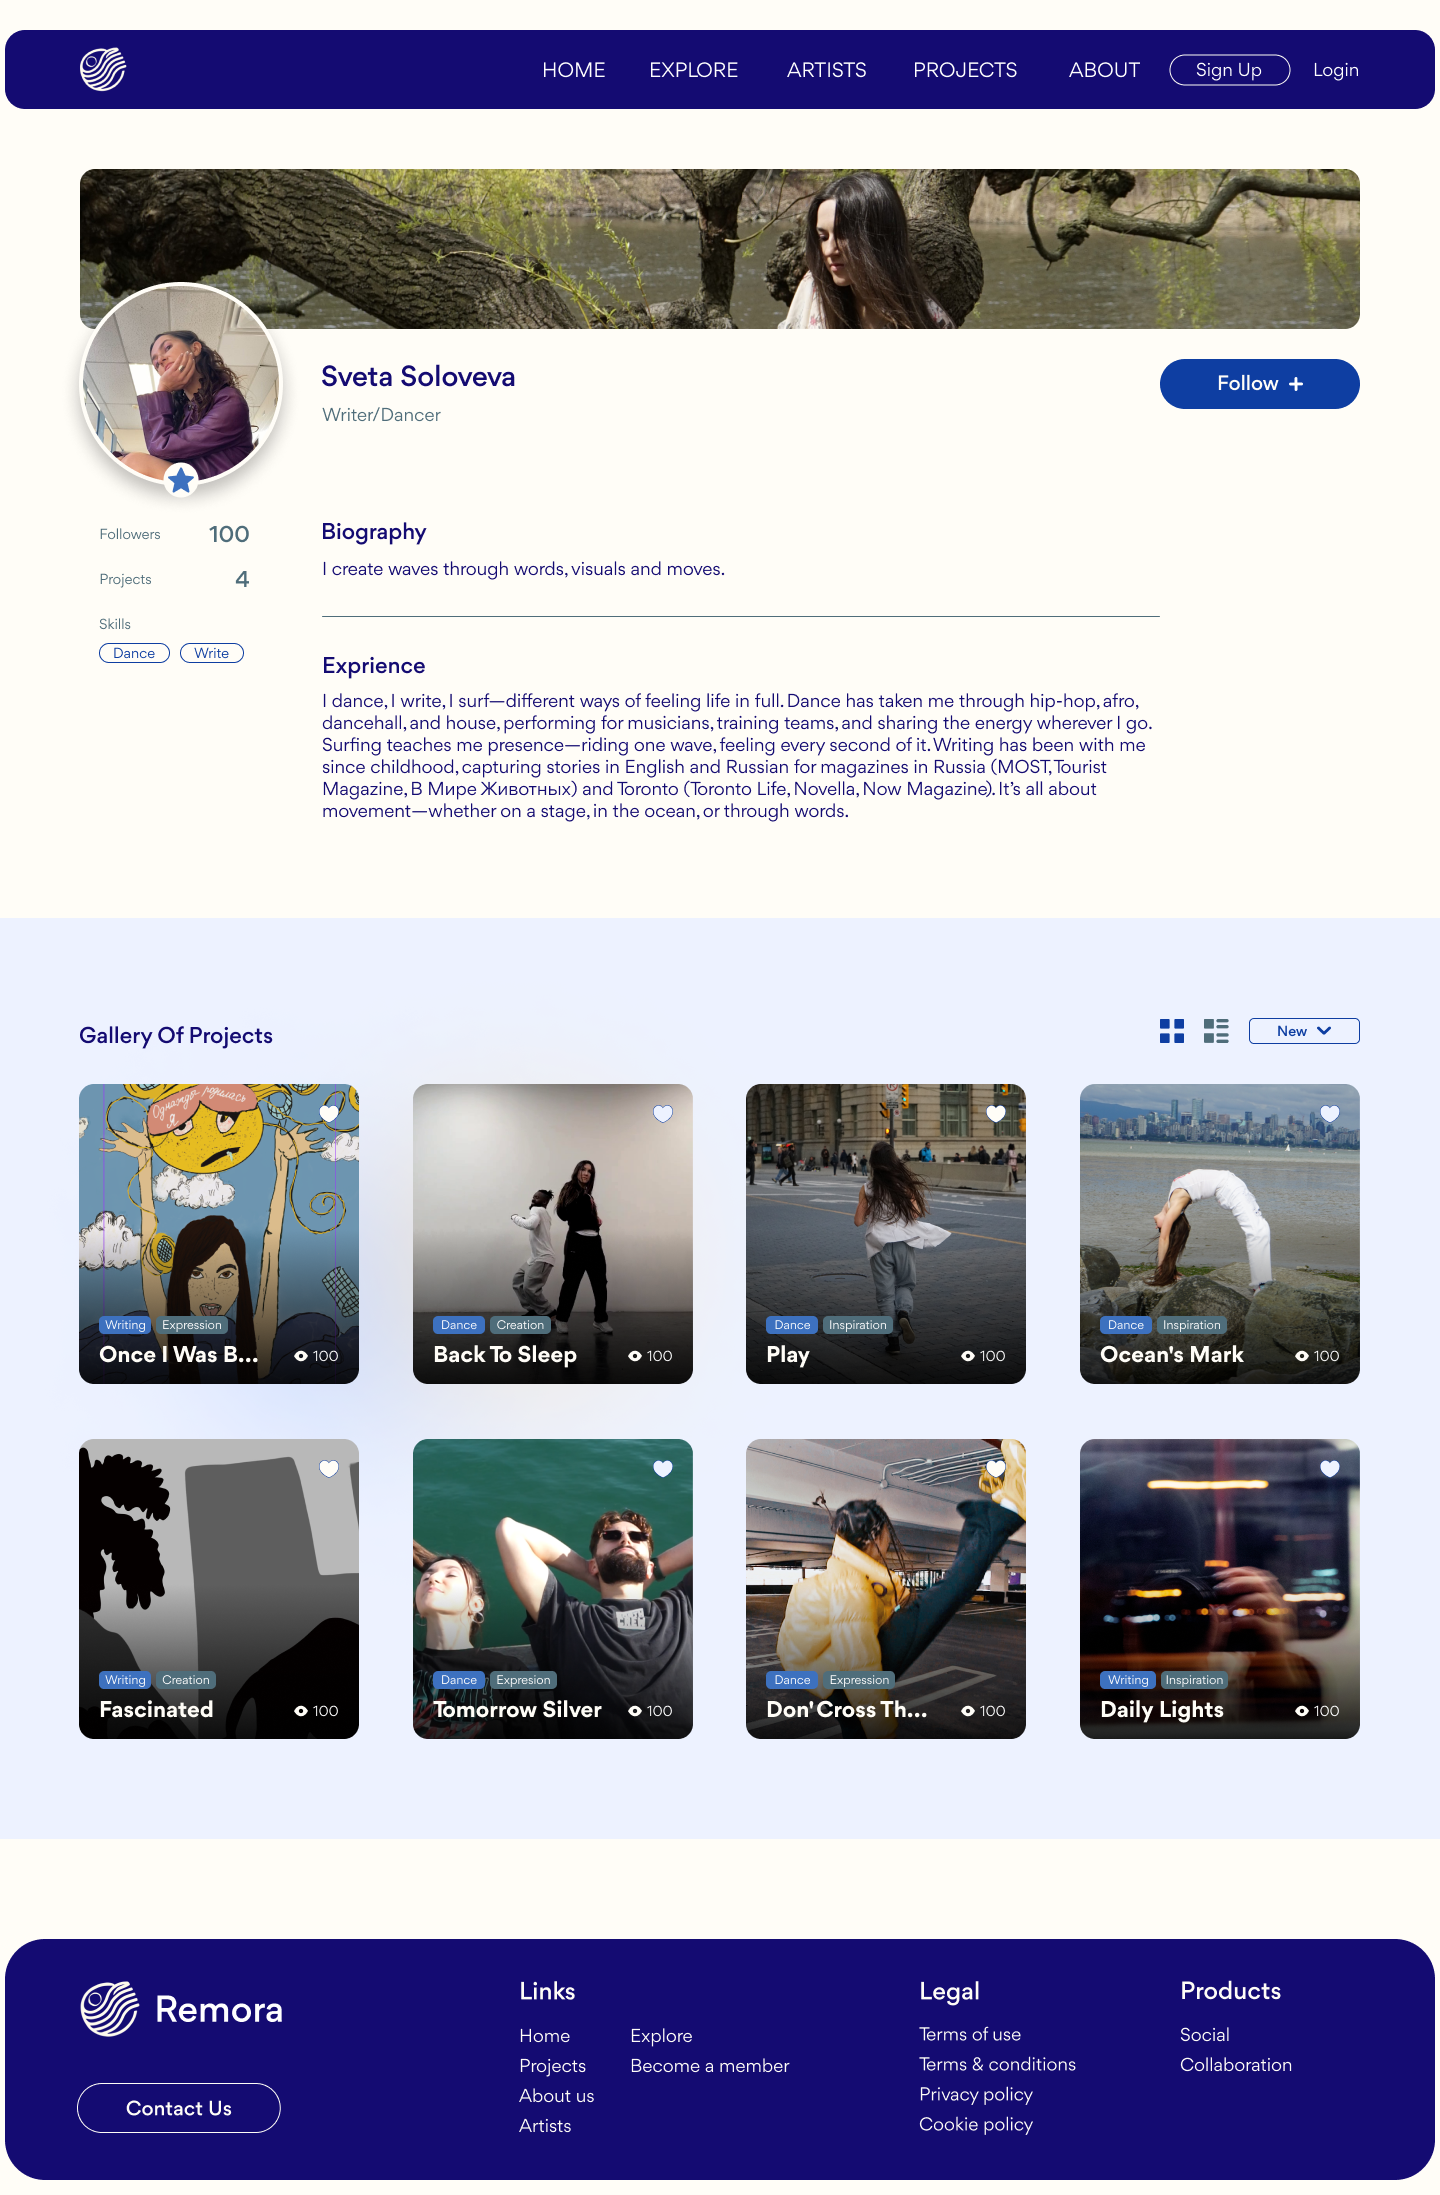 HOME EXPLORE ARTISTS PROJECTS ABOUT Sign Up Login
Sveta Soloveva
Writer/Dancer
Follow +
Followers 100
Projects 4
Skills
Dance Write
Biography
I create waves through words, visuals and moves.
Exprience
I dance, I write, I surf—different ways of feeling life in full. Dance has taken me through hip-hop, afro,
dancehall, and house, performing for musicians, training teams, and sharing the energy wherever I go.
Surfing teaches me presence—riding one wave, feeling every second of it. Writing has been with me
since childhood, capturing stories in English and Russian for magazines in Russia (MOST, Tourist
Magazine, В Мире Животных) and Toronto (Toronto Life, Novella, Now Magazine). It's all about
movement—whether on a stage, in the ocean, or through words.
Gallery Of Projects
New
Однажды я родилась
Writing Expression
Once I Was B... 100
Dance Creation
Back To Sleep 100
Dance Inspiration
Play 100
Dance Inspiration
Ocean's Mark 100
Writing Creation
Fascinated 100
Dance Expresion
Tomorrow Silver 100
Dance Expression
Don' Cross Th... 100
Writing Inspiration
Daily Lights 100
Remora
Contact Us
Links
Home Explore
Projects Become a member
About us
Artists
Legal
Terms of use
Terms & conditions
Privacy policy
Cookie policy
Products
Social
Collaboration